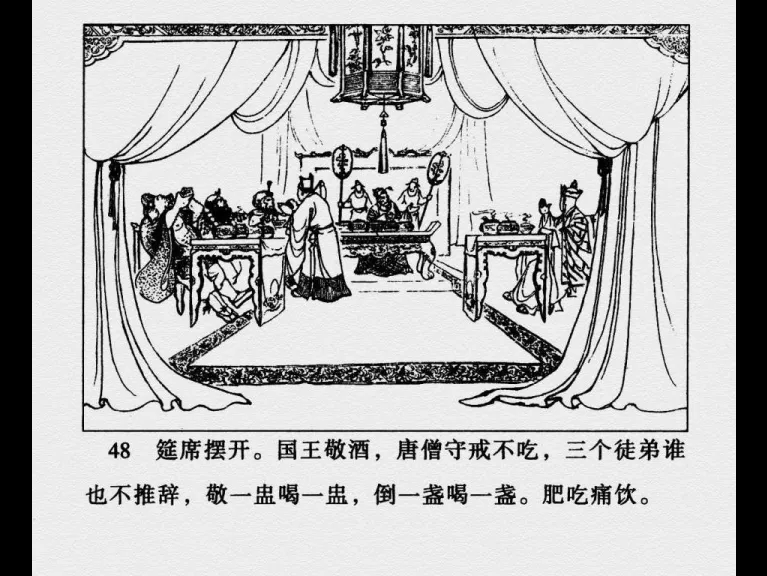 48 筵席摆开。国王敬酒，唐僧守戒不吃，三个徒弟谁
也不推辞，敬一盅喝一盅，倒一盏喝一盏。肥吃痛饮。